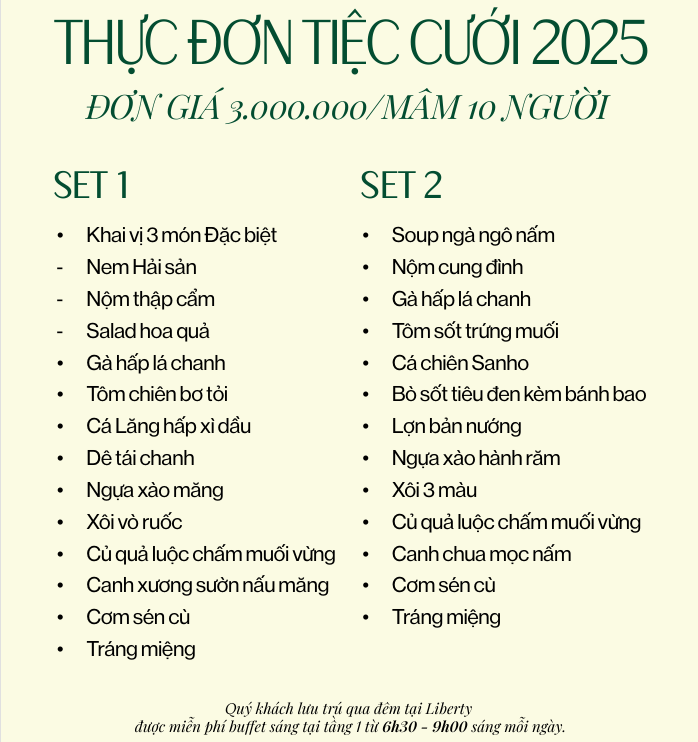 THỰC ĐƠN TIỆC CƯỚI 2025
ĐƠN GIÁ 3.000.000/MÂM 10 NGƯỜI
SET 1
• Khai vị 3 món Đặc biệt
- Nem Hải sản
- Nộm thập cẩm
- Salad hoa quả
• Gà hấp lá chanh
• Tôm chiên bơ tỏi
• Cá Lăng hấp xì dầu
• Dê tái chanh
• Ngựa xào măng
• Xôi vò ruốc
• Củ quả luộc chấm muối vừng
• Canh xương sườn nấu măng
• Cơm sén cù
• Tráng miệng
SET 2
• Soup ngà ngô nấm
• Nộm cung đình
• Gà hấp lá chanh
• Tôm sốt trứng muối
• Cá chiên Sanho
• Bò sốt tiêu đen kèm bánh bao
• Lợn bản nướng
• Ngựa xào hành răm
• Xôi 3 màu
• Củ quả luộc chấm muối vừng
• Canh chua mọc nấm
• Cơm sén cù
• Tráng miệng
Quý khách lưu trú qua đêm tại Liberty
được miễn phí buffet sáng tại tầng 1 từ 6h30 - 9h00 sáng mỗi ngày.